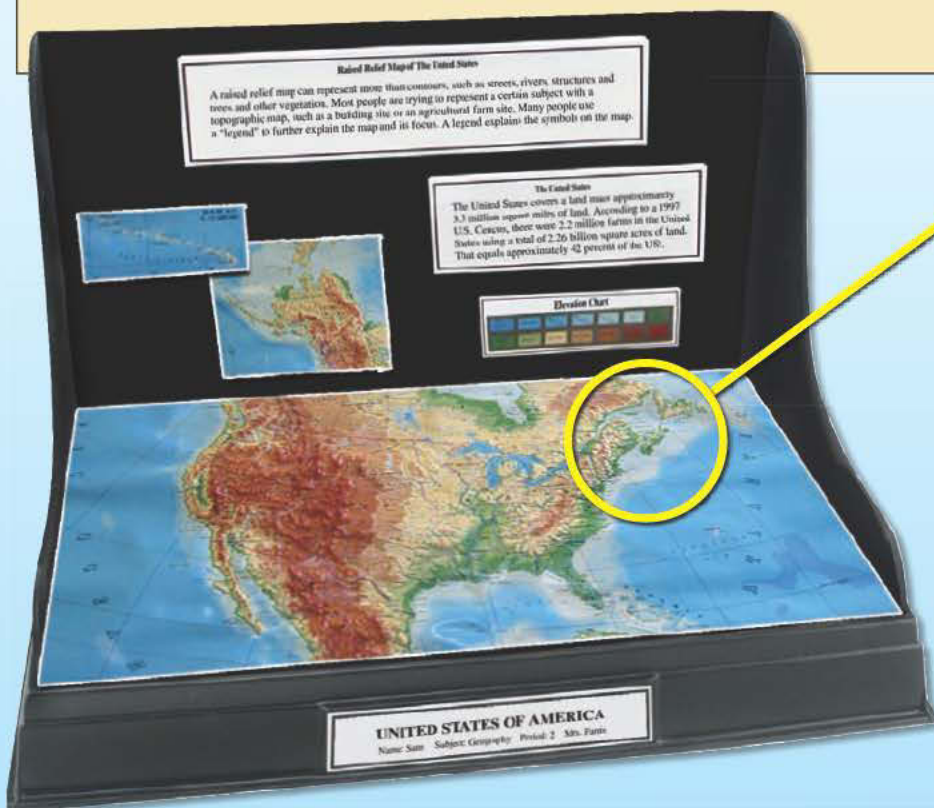 Raised Relief Map of The United States
A raised relief map can represent more than contours, such as streets, rivers, structures and
trees and other vegetation. Most people are trying to represent a certain subject with a
topographic map, such as a building site or an agricultural farm site. Many people use
a "legend" to further explain the map and its focus. A legend explains the symbols on the map.
The United States
The United States covers a land mass approximately
million square miles of land. According to a 1997
U.S. Census, there were 2.2 million farms in the United
States using a total of 2.26 billion square acres of land.
That equals approximately 42 percent of the US!.
Elevation Chart
UNITED STATES OF AMERICA
Name: Sam Subject: Geography Period: 2 Mrs.